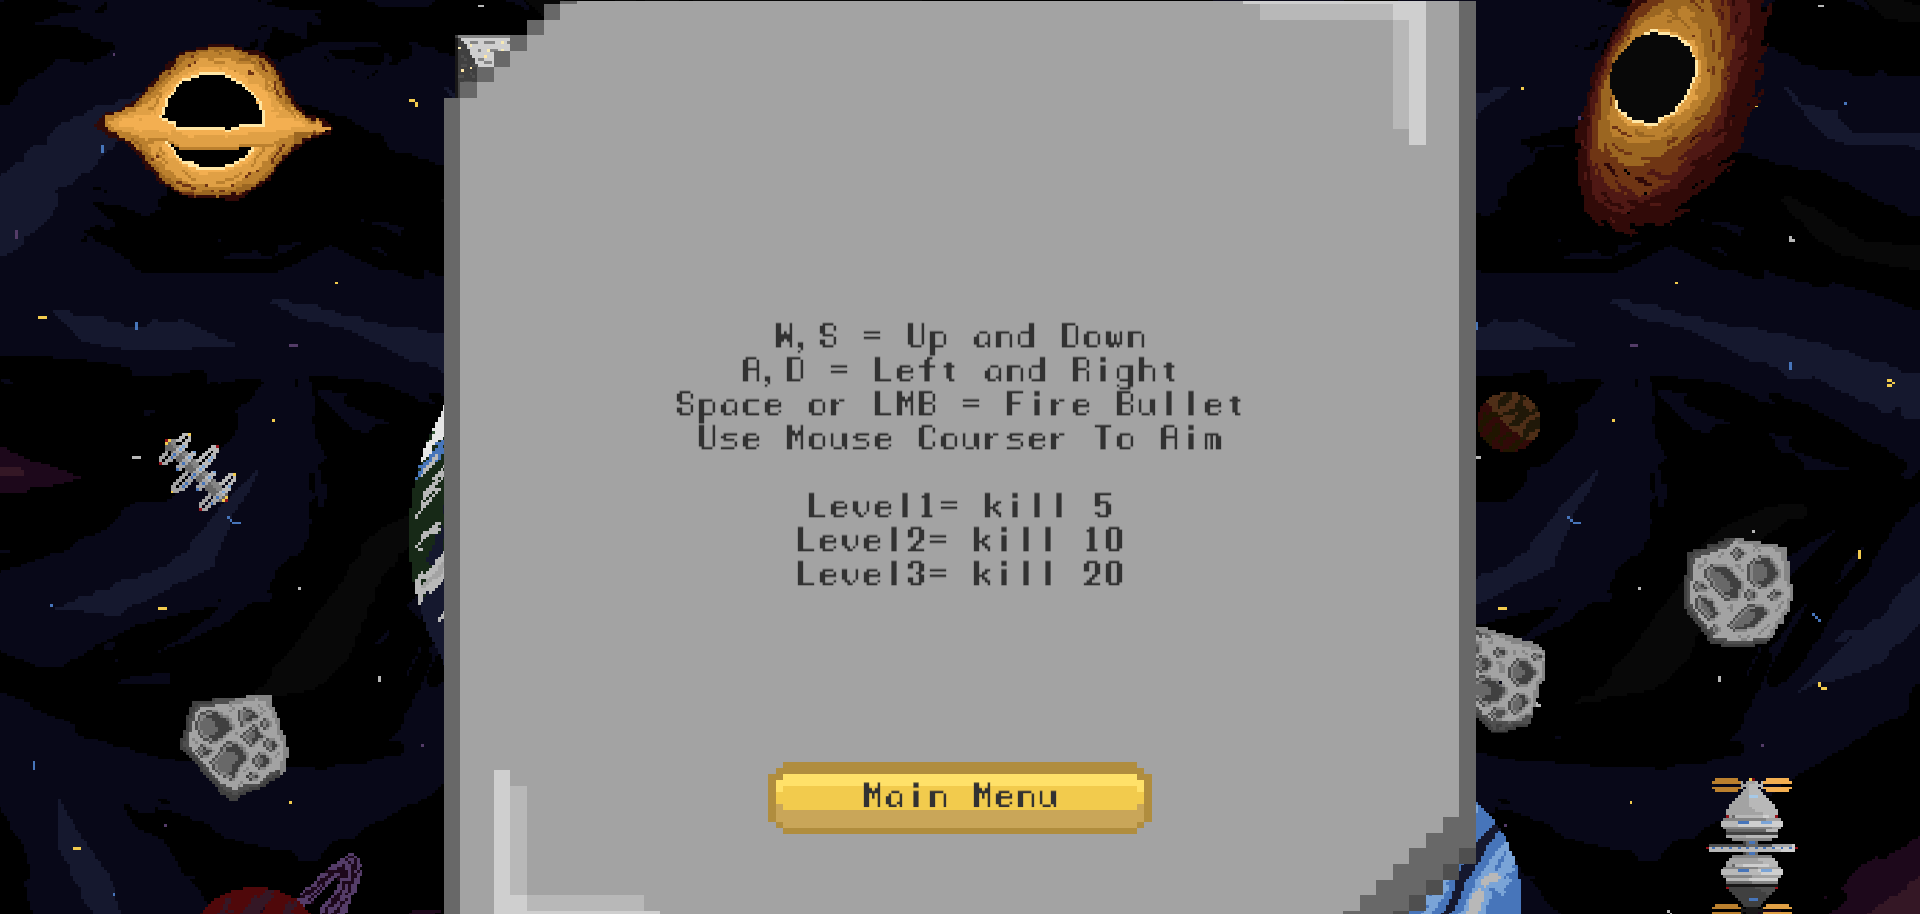 W,S = Up and Down
A,D = Left and Right
Space or LMB = Fire Bullet
Use Mouse Courser To Aim
Level1= kill 5
Level2= kill 10
Level3= kill 20
Main Menu